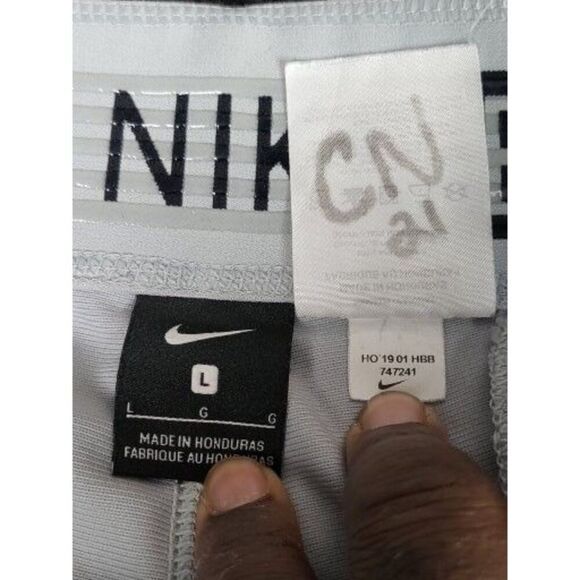 NIK
CN
21
L
L G G
MADE IN HONDURAS
FABRIQUE AU HONDURAS
HO'19 01 HBB
747241